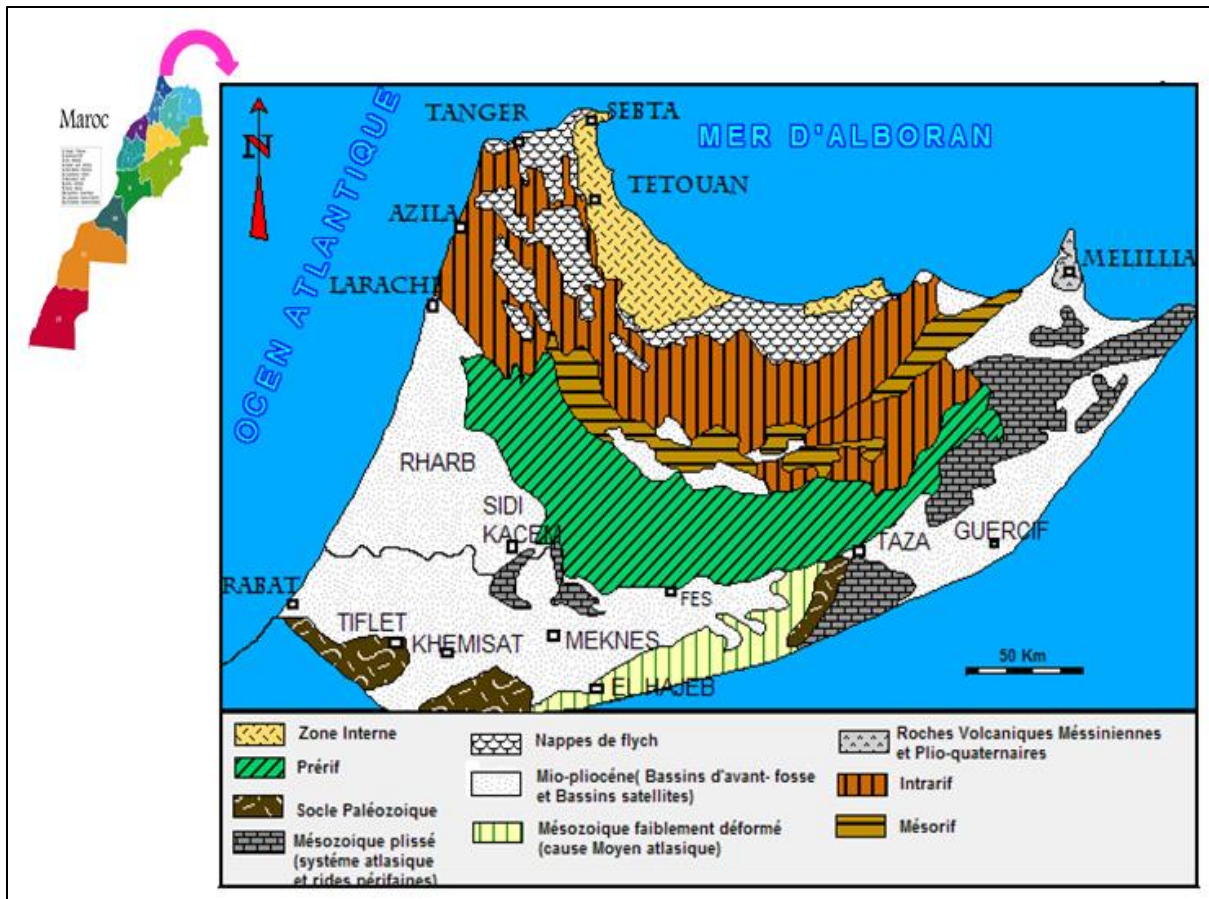 Maroc
N
OCEN ATLANTIQUE
MER D'ALBORAN
TANGER
SEBTA
TETOUAN
AZILA
LARACHE
MELILLIA
RHARB
SIDI
KACEM
TAZA
GUERCIF
RABAT
FES
TIFLET
KHEMISAT
MEKNES
EL HAJEB
50 Km
Zone Interne
Prérif
Socle Paléozoique
Mésozoique plissé
(systéme atlasique
et rides périfaines)
Nappes de flych
Mio-pliocéne( Bassins d'avant- fosse
et Bassins satellites)
Mésozoique faiblement déformé
(cause Moyen atlasique)
Roches Volcaniques Méssiniennes
et Plio-quaternaires
Intrarif
Mésorif